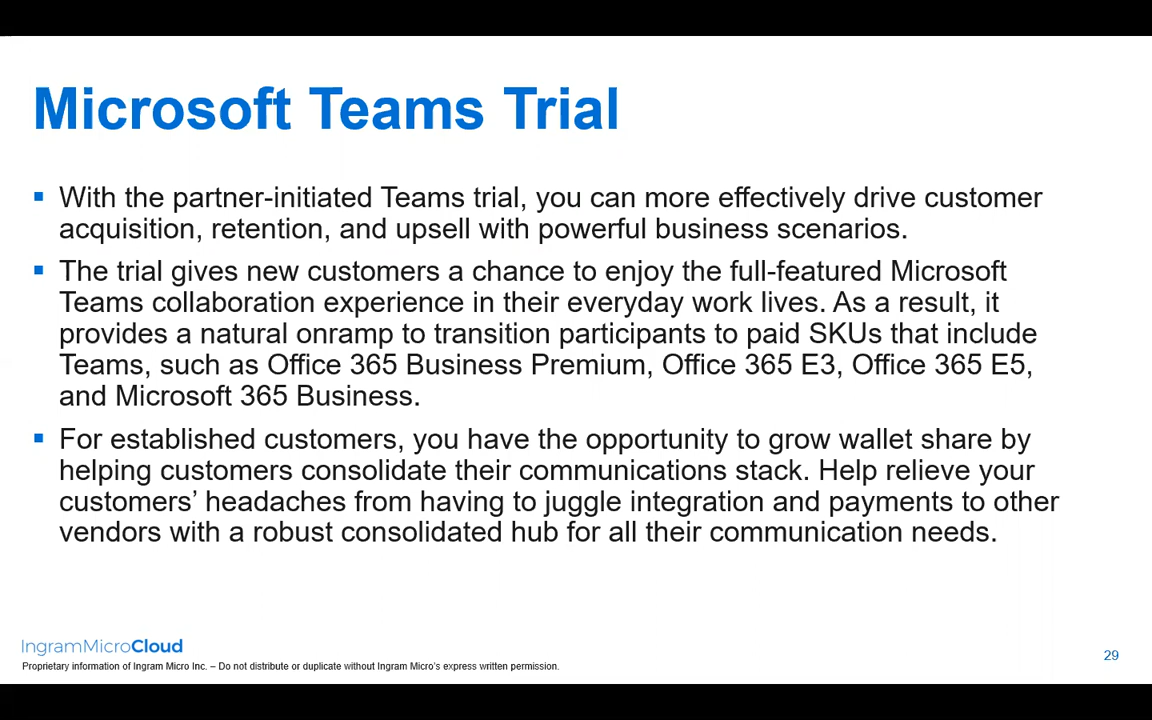 Microsoft Teams Trial
With the partner-initiated Teams trial, you can more effectively drive customer
acquisition, retention, and upsell with powerful business scenarios.
The trial gives new customers a chance to enjoy the full-featured Microsoft
Teams collaboration experience in their everyday work lives. As a result, it
provides a natural onramp to transition participants to paid SKUs that include
Teams, such as Office 365 Business Premium, Office 365 E3, Office 365 E5,
and Microsoft 365 Business.
For established customers, you have the opportunity to grow wallet share by
helping customers consolidate their communications stack. Help relieve your
customers’ headaches from having to juggle integration and payments to other
vendors with a robust consolidated hub for all their communication needs.
IngramMicroCloud
Proprietary information of Ingram Micro Inc. – Do not distribute or duplicate without Ingram Micro's express written permission.
29